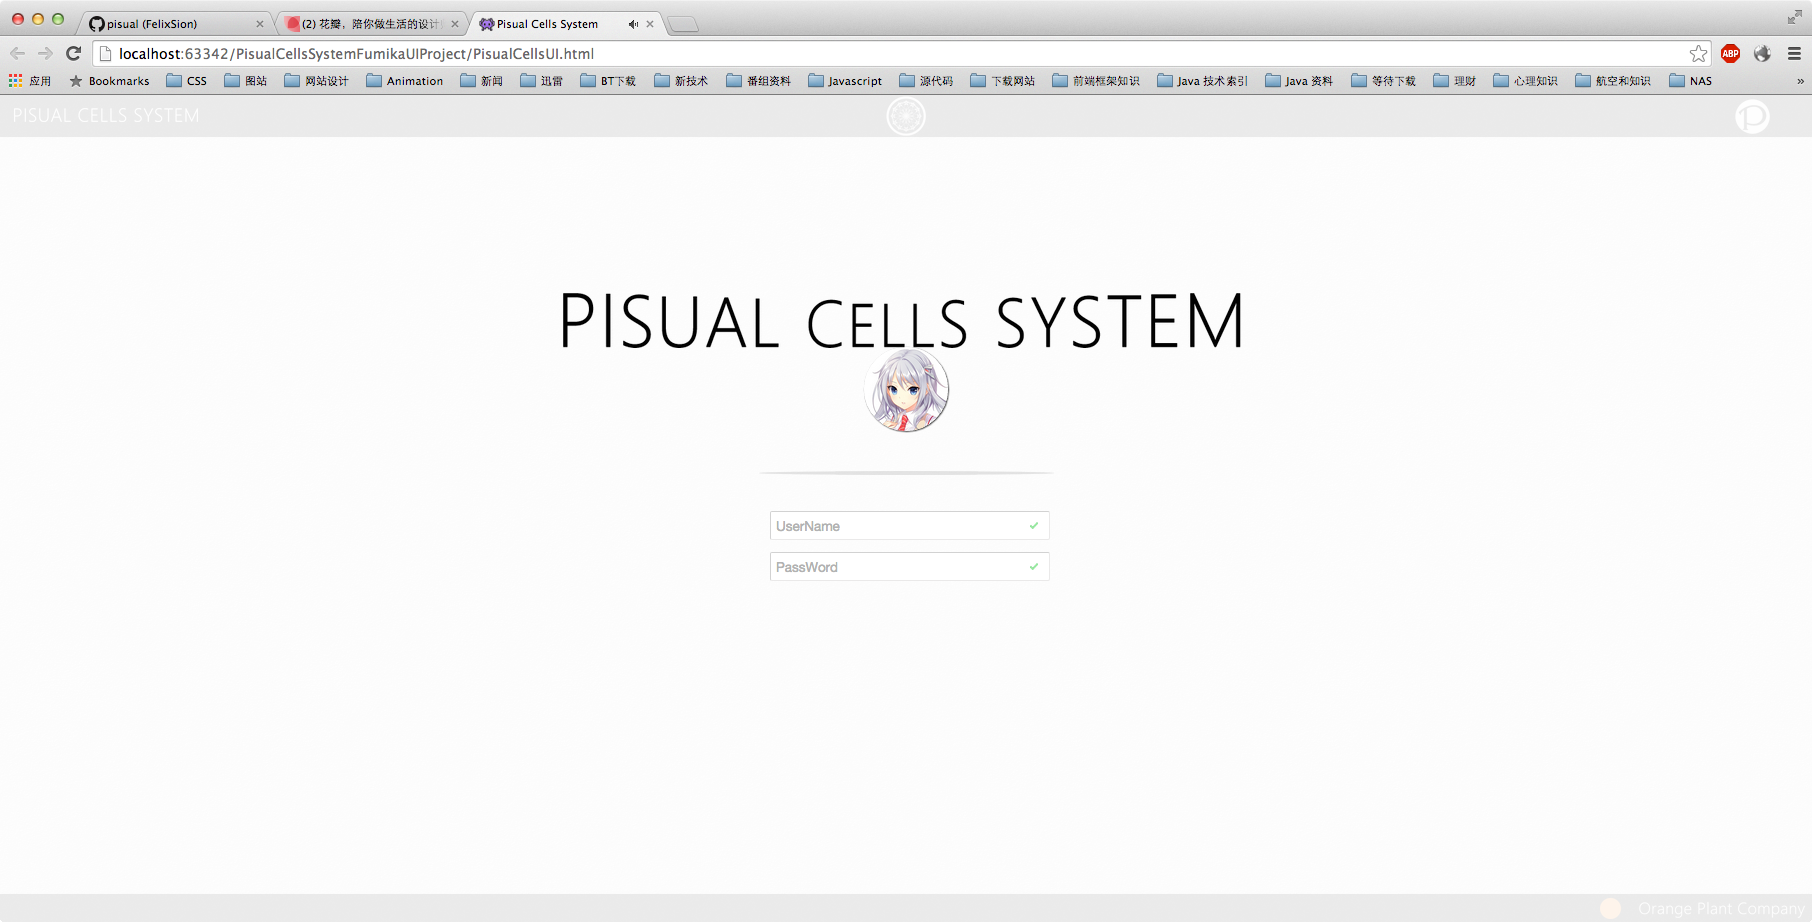 pisual (FelixSion)
(2) 花瓣，陪你做生活的设计
Pisual Cells System
localhost:63342/PisualCellsSystemFumikaUIProject/PisualCellsUI.html
ABP
应用 Bookmarks CSS 图站 网站设计 Animation 新闻 迅雷 BT下载 新技术 番组资料 Javascript 源代码 下载网站 前端框架知识 Java 技术索引 Java 资料 等待下载 理财 心理知识 航空和知识 NAS »
PISUAL CELLS SYSTEM
PISUAL CELLS SYSTEM
UserName
PassWord
Orange Plant Company